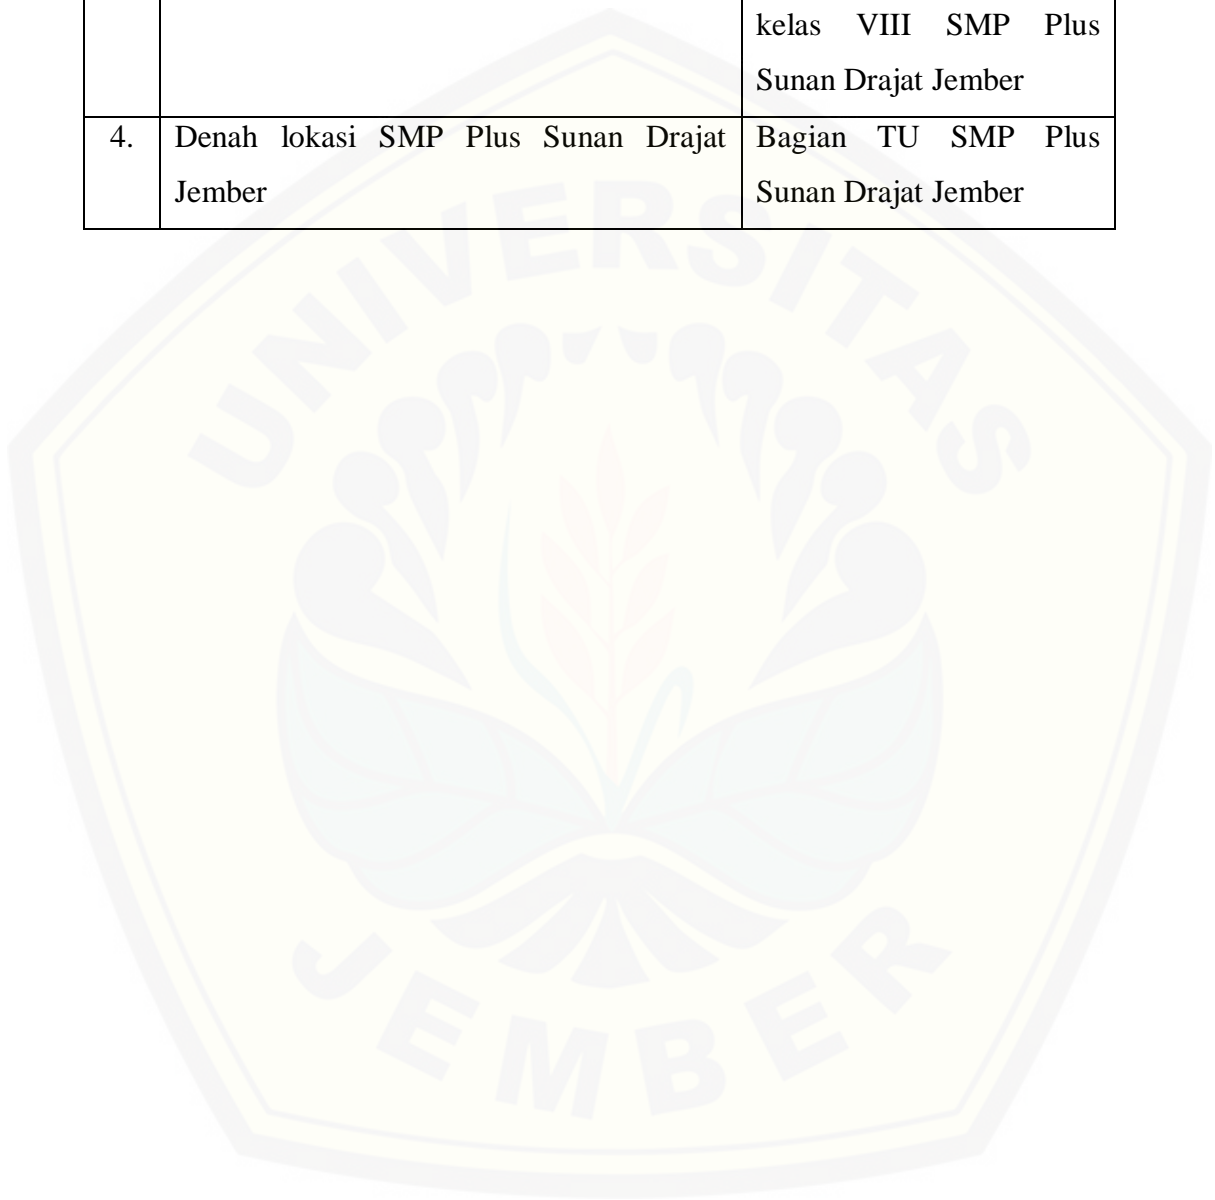 kelas VIII SMP Plus
Sunan Drajat Jember
4. Denah lokasi SMP Plus Sunan Drajat Bagian TU SMP Plus
Jember Sunan Drajat Jember
UNIVERSITAS
JEMBER